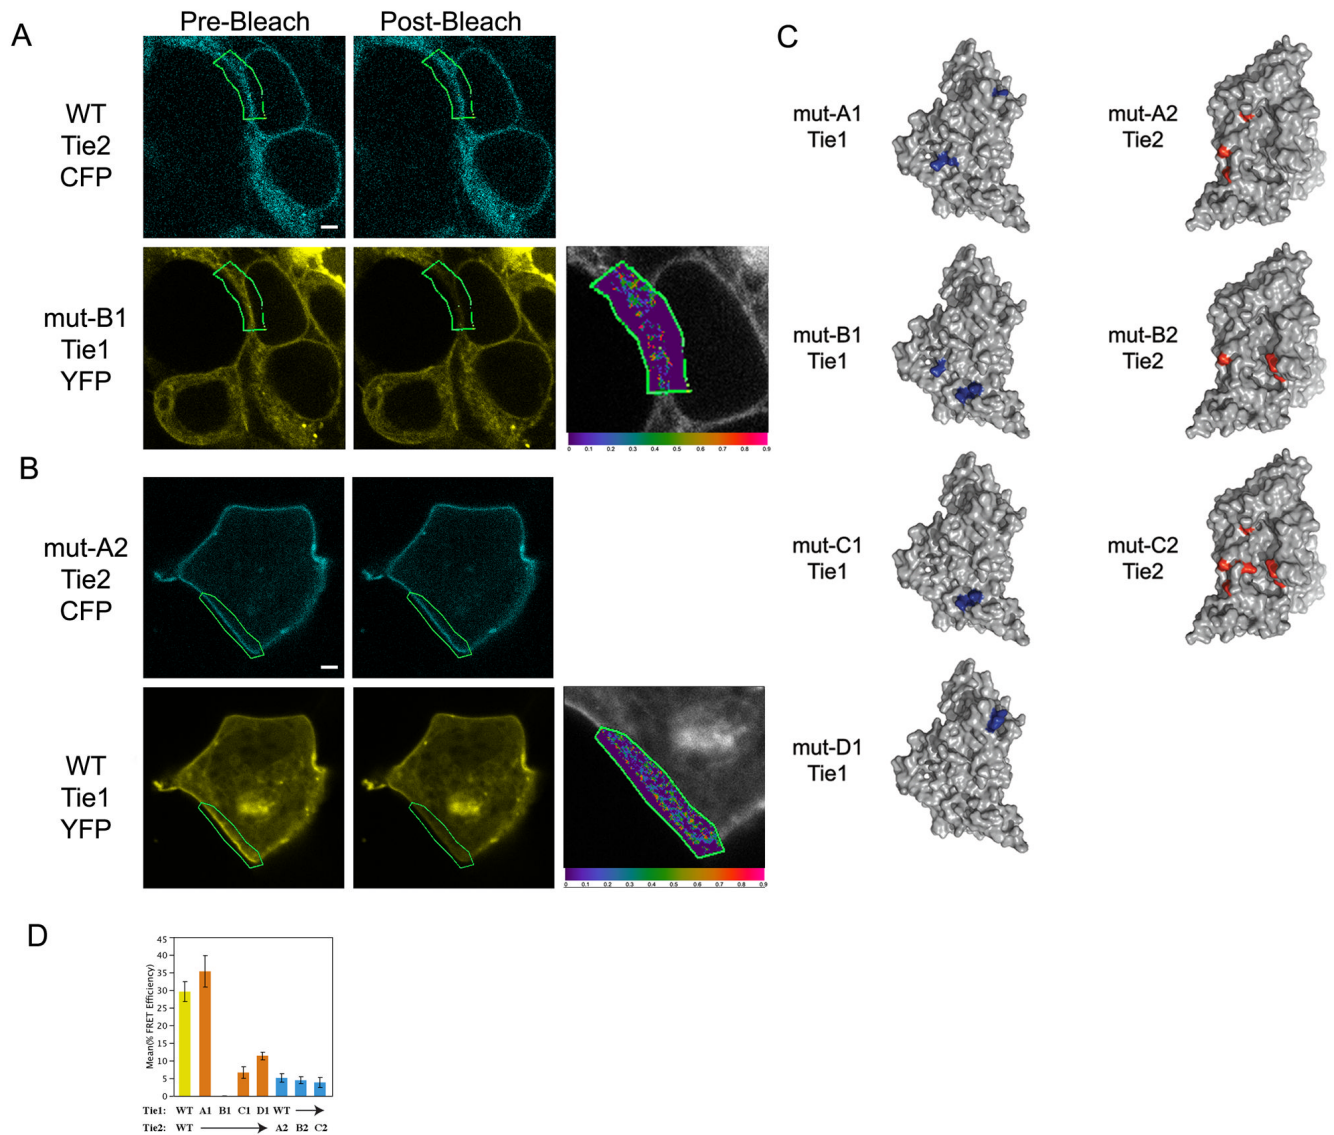 A
Pre-Bleach
Post-Bleach
C
WT
Tie2
CFP
mut-A1
Tie1
mut-A2
Tie2
mut-B1
Tie1
YFP
0 0.1 0.2 0.3 0.4 0.5 0.6 0.7 0.8 0.9
mut-B1
Tie1
mut-B2
Tie2
B
mut-A2
Tie2
CFP
mut-C1
Tie1
mut-C2
Tie2
WT
Tie1
YFP
0 0.1 0.2 0.3 0.4 0.5 0.6 0.7 0.8 0.9
mut-D1
Tie1
D
Mean(% FRET Efficiency)
45
40
35
30
25
20
15
10
5
0
Tie1: WT A1 B1 C1 D1 WT
Tie2: WT A2 B2 C2